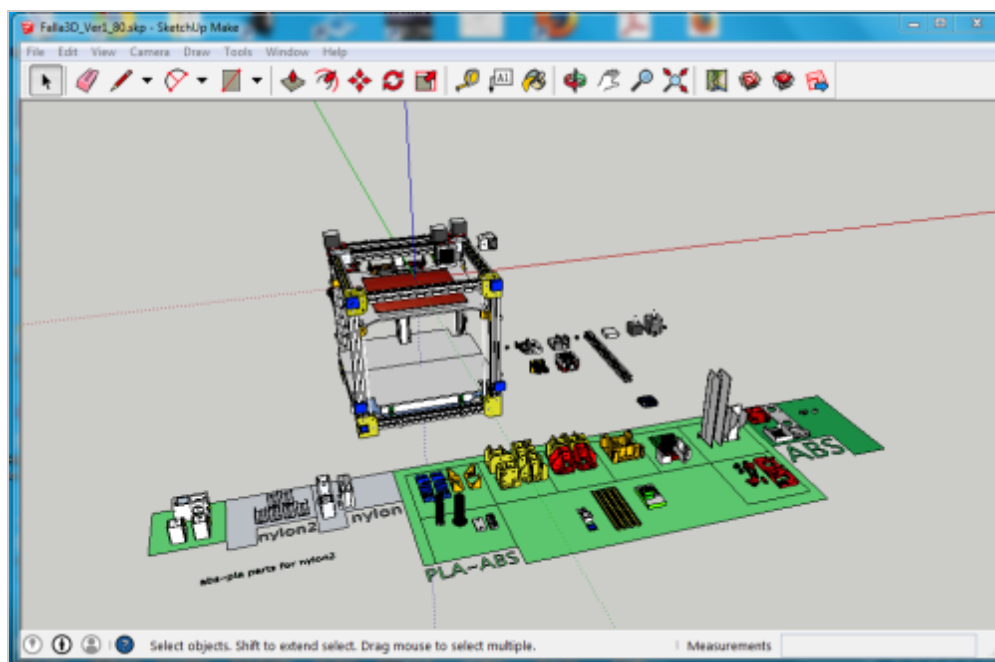 Falla3D_Ver1_80.skp - SketchUp Make
File Edit View Camera Draw Tools Window Help
A1
ABS
nylon
nylon2
PLA-ABS
abs-pla parts for nylon2
Select objects. Shift to extend select. Drag mouse to select multiple. Measurements